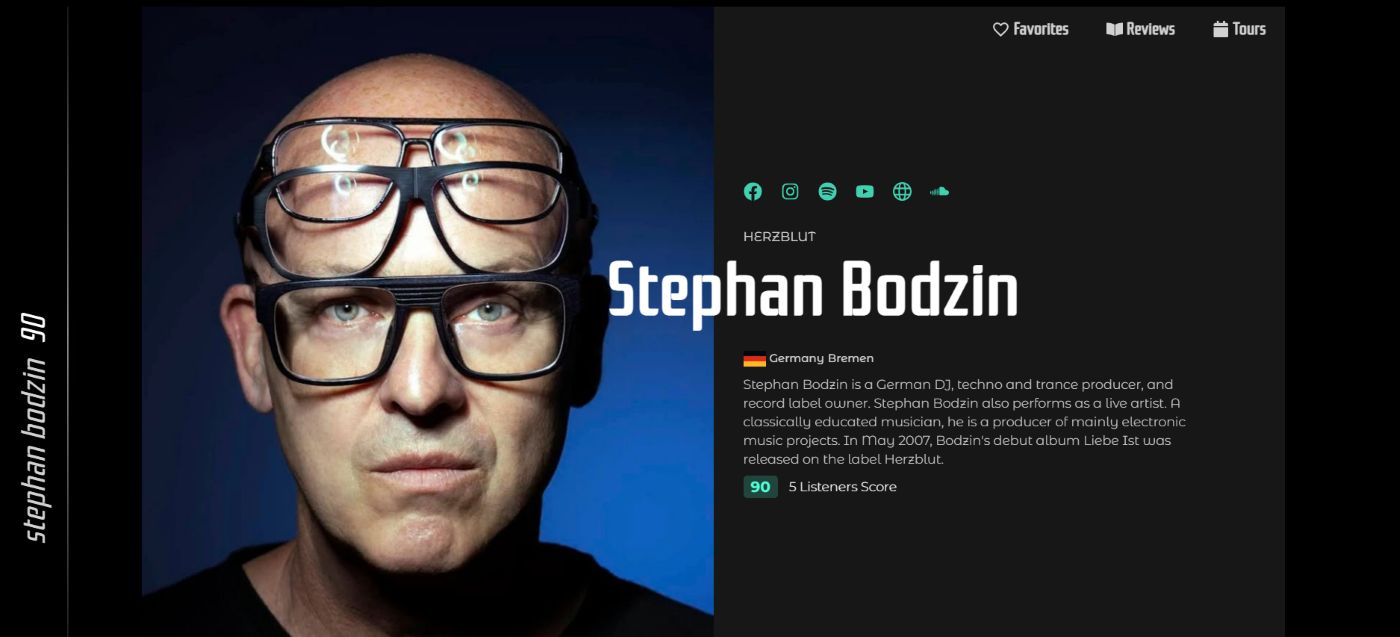 Favorites Reviews Tours
HERZBLUT
Stephan Bodzin
Germany Bremen
Stephan Bodzin is a German DJ, techno and trance producer, and
record label owner. Stephan Bodzin also performs as a live artist. A
classically educated musician, he is a producer of mainly electronic
music projects. In May 2007, Bodzin's debut album Liebe Ist was
released on the label Herzblut.
90 5 Listeners Score
stephan bodzin 90